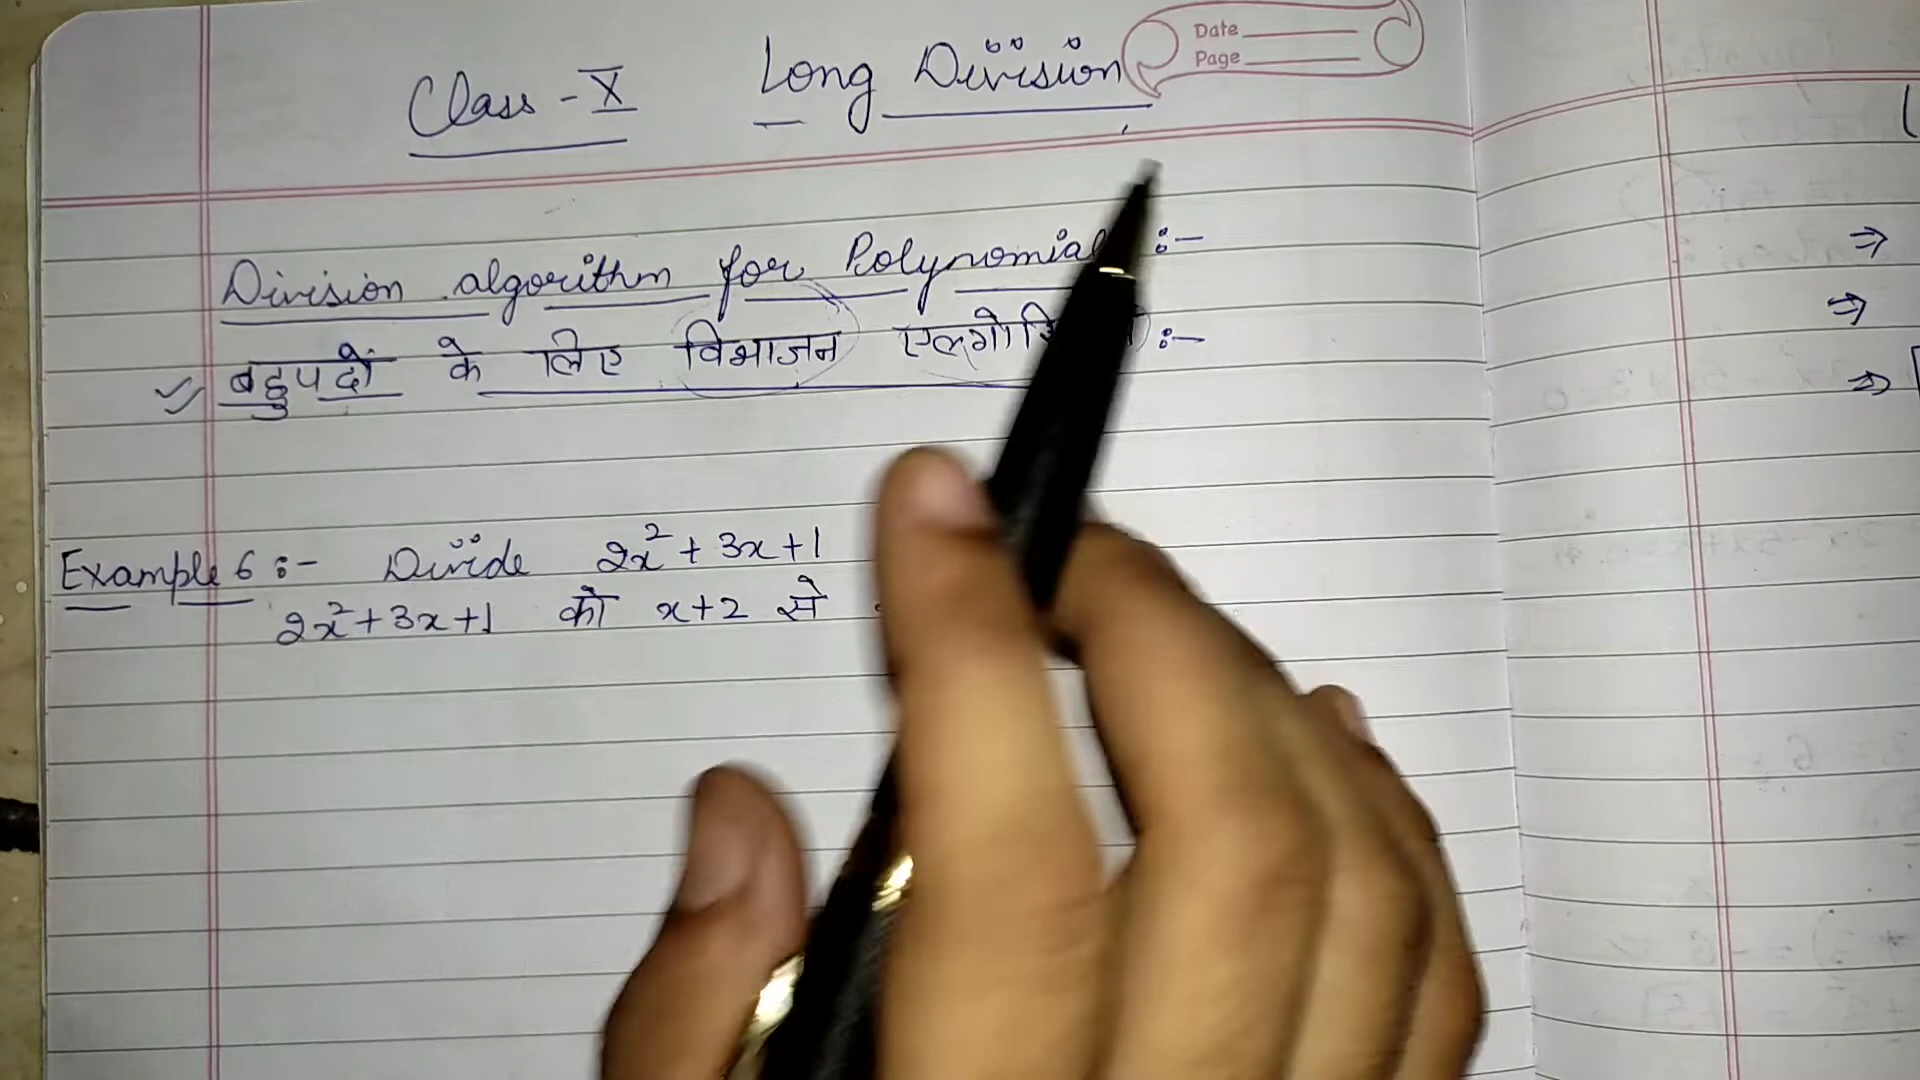 Date
Page
Class - X Long Division
Division algorithm for Polynomial :-
बहुपदों के लिए विभाजन :-
Example 6 :- Divide 2x²+3x+1
2x²+3x+1 को x+2 से